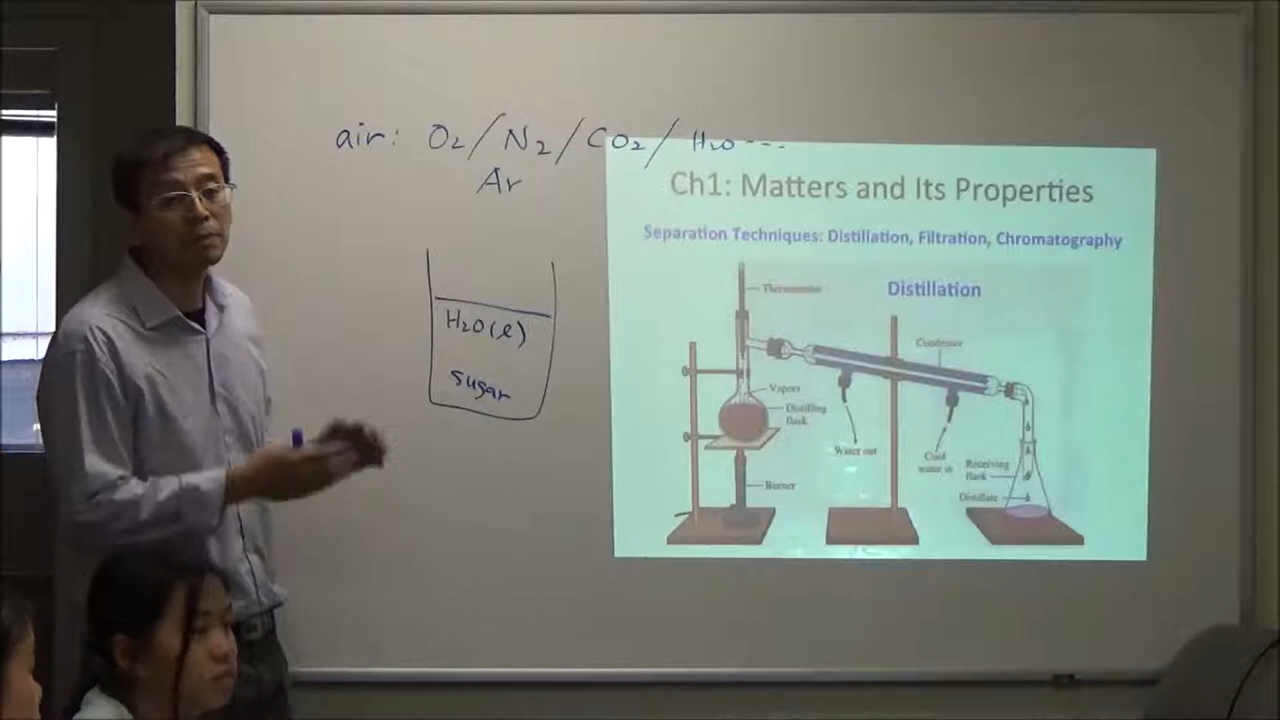 air: O₂/N₂/CO₂/H₂O---
Ar
H₂O(l)
sugar
Ch1: Matters and Its Properties
Separation Techniques: Distillation, Filtration, Chromatography
Distillation
Thermometer
Condenser
Vapors
Distilling
flask
Water out
Cool
water in
Receiving
flask
Distillate
Burner